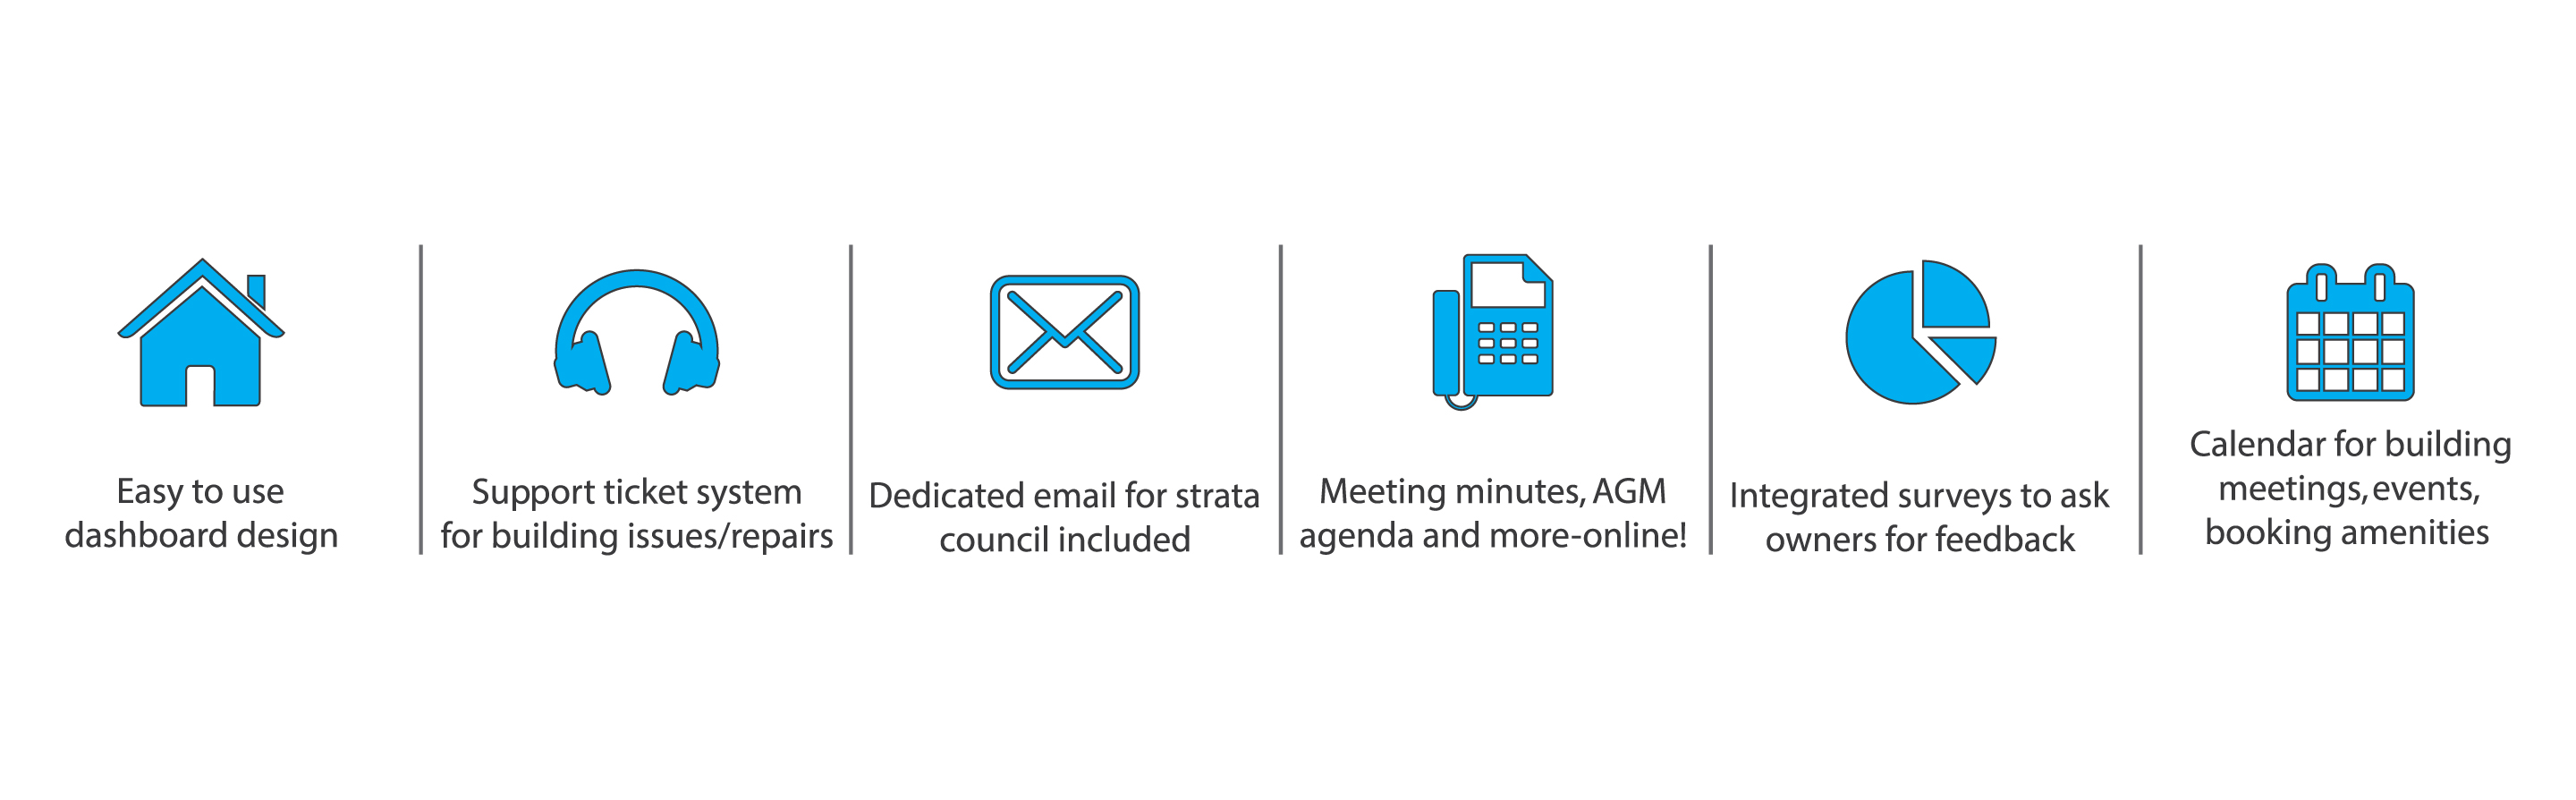 Easy to use
dashboard design
Support ticket system
for building issues/repairs
Dedicated email for strata
council included
Meeting minutes, AGM
agenda and more-online!
Integrated surveys to ask
owners for feedback
Calendar for building
meetings, events,
booking amenities